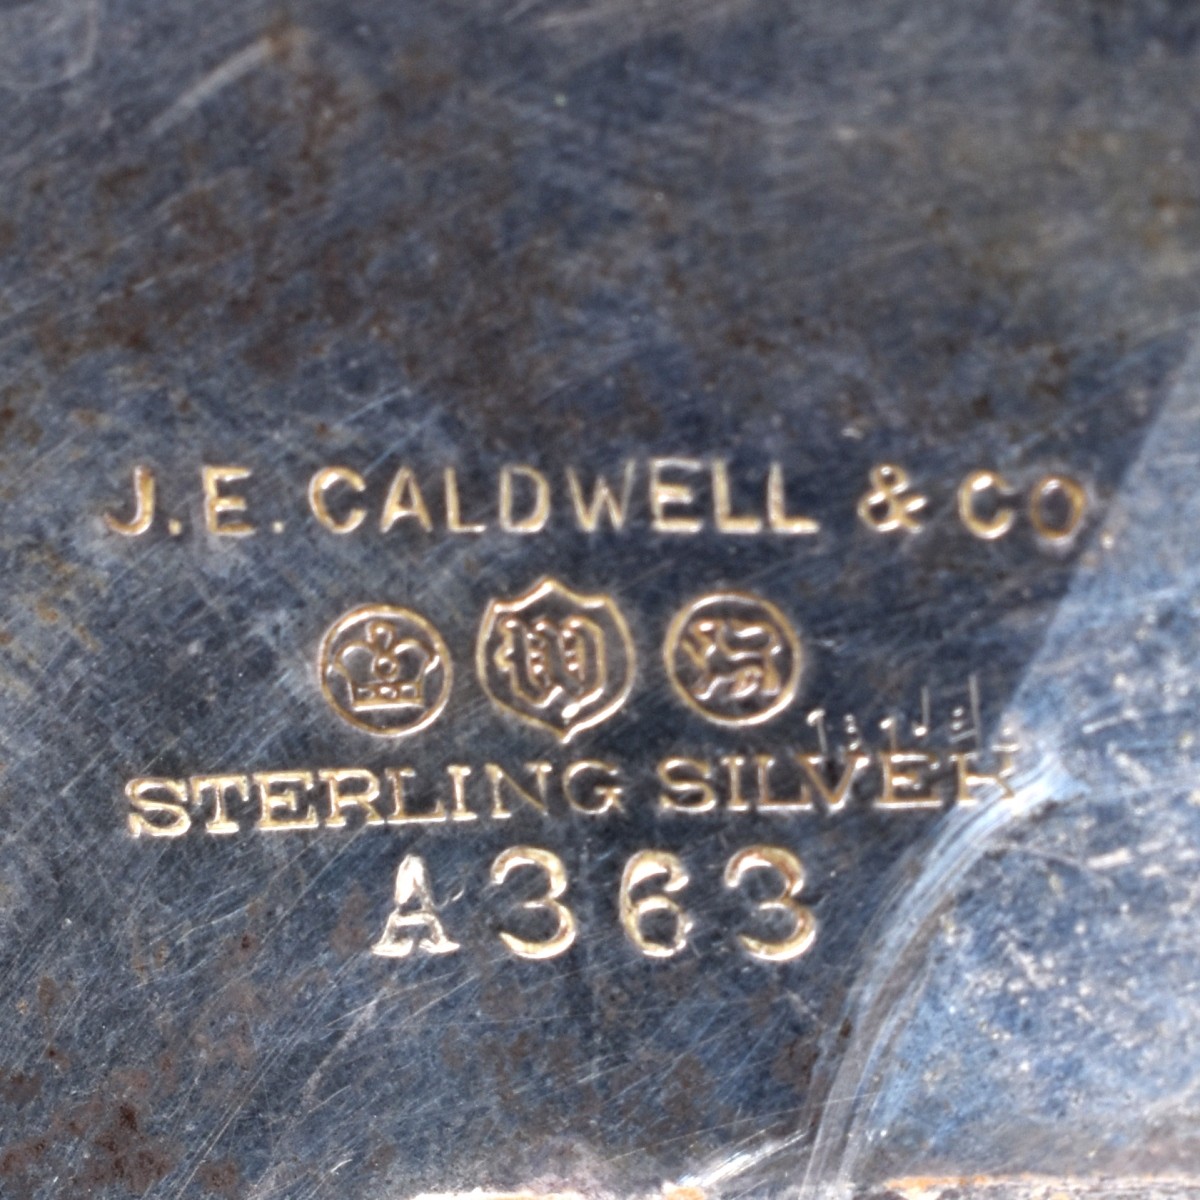 J. E. CALDWELL & CO
W
STERLING SILVER
A363